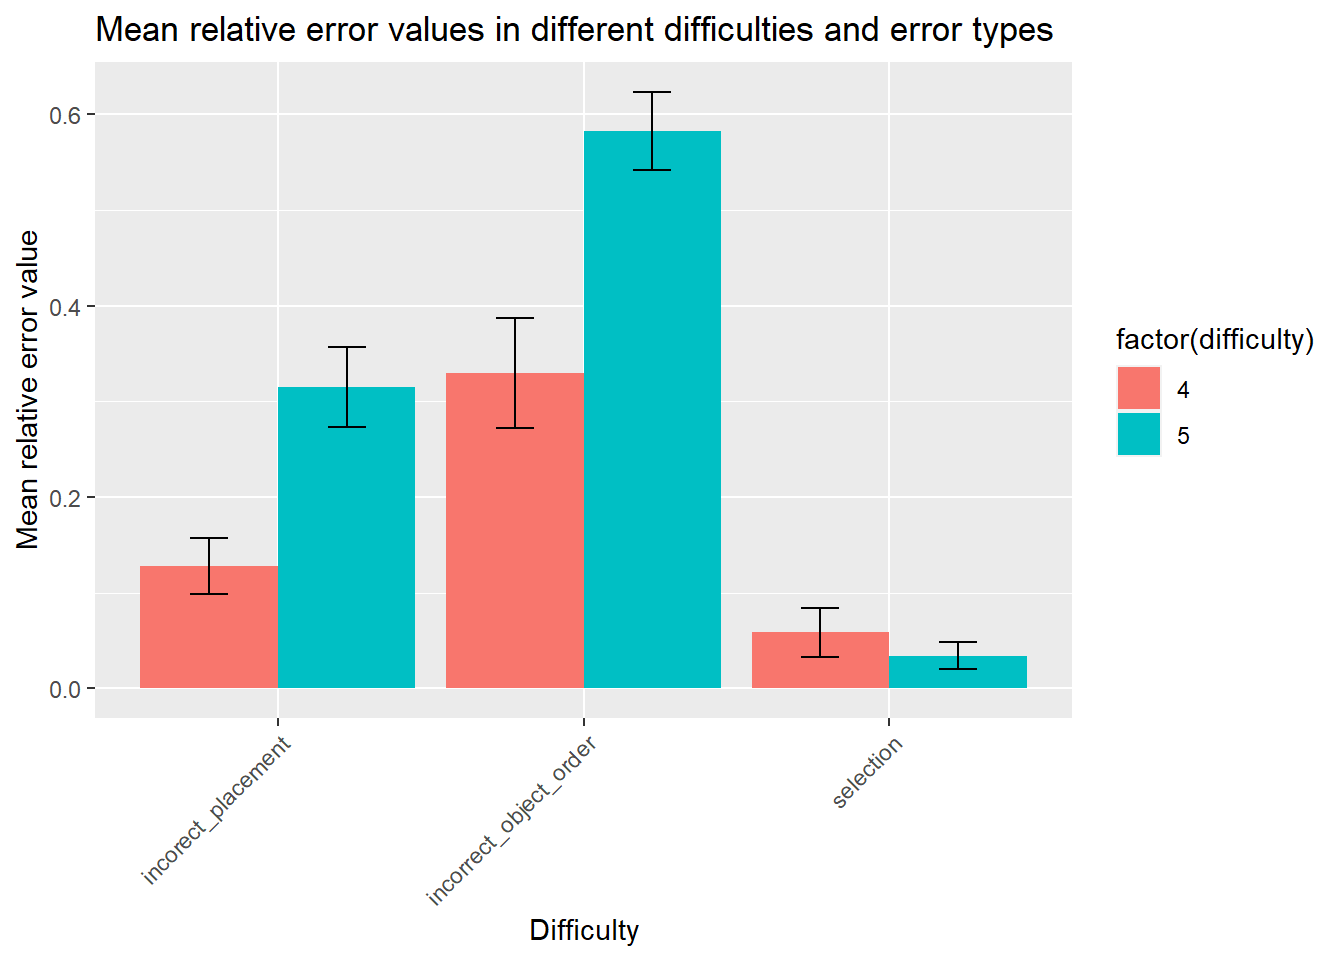 Mean relative error values in different difficulties and error types
Mean relative error value
0.6
0.4
0.2
0.0
incorect_placement
incorrect_object_order
selection
Difficulty
factor(difficulty)
4
5